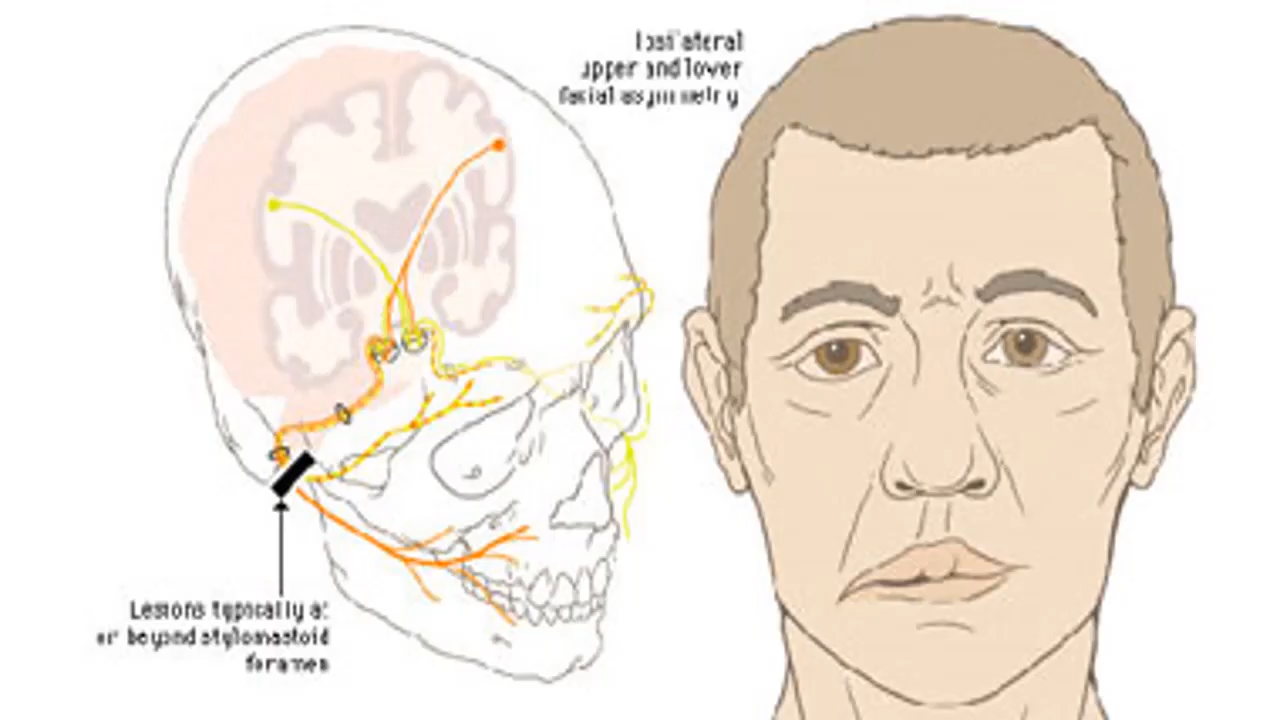 Ipsilateral
upper and lower
facial asymmetry
Lesions typically at
or beyond stylomastoid
foramen